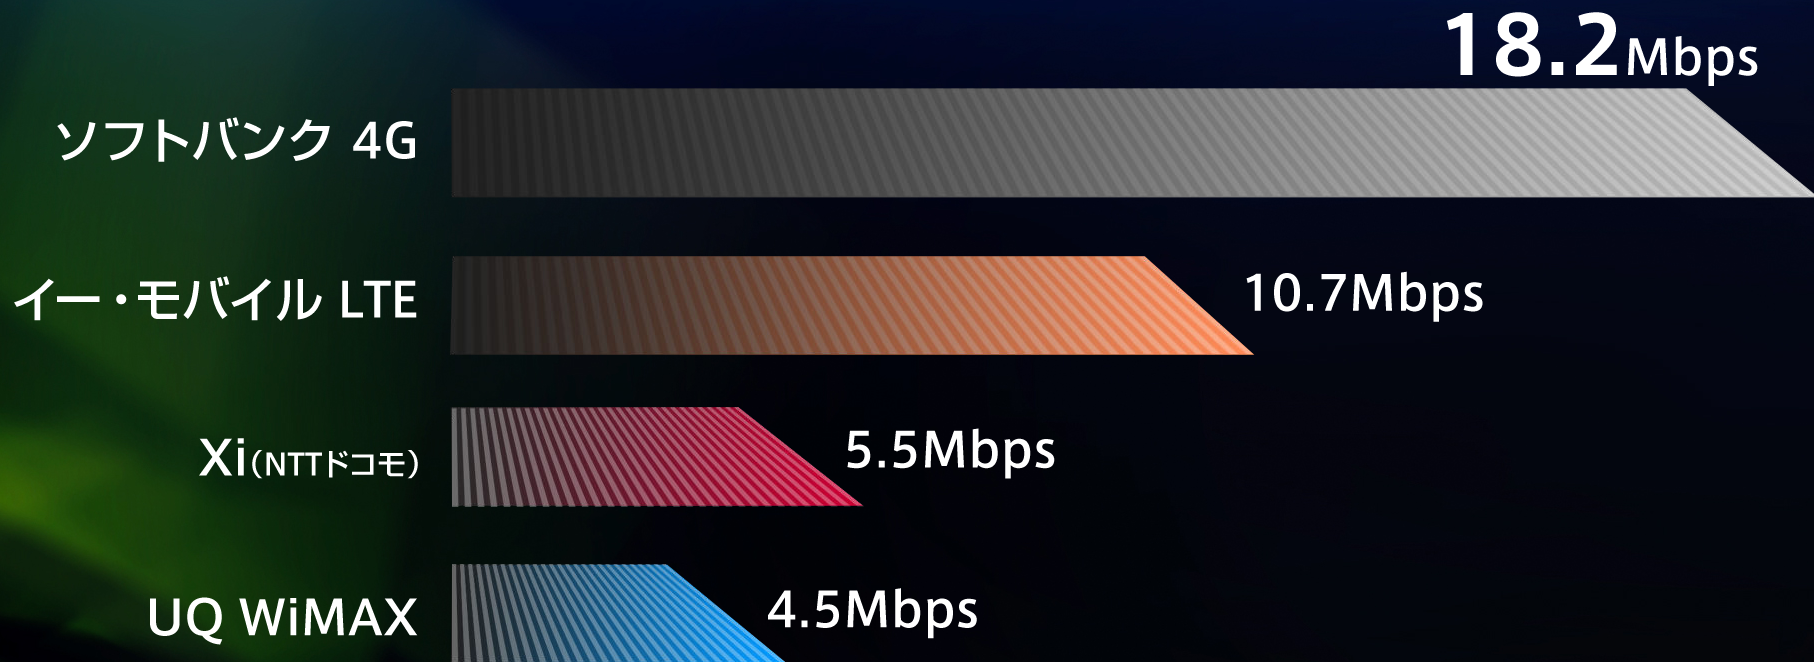 18.2Mbps
ソフトバンク 4G
イー・モバイル LTE
10.7Mbps
Xi（NTTドコモ）
5.5Mbps
UQ WiMAX
4.5Mbps